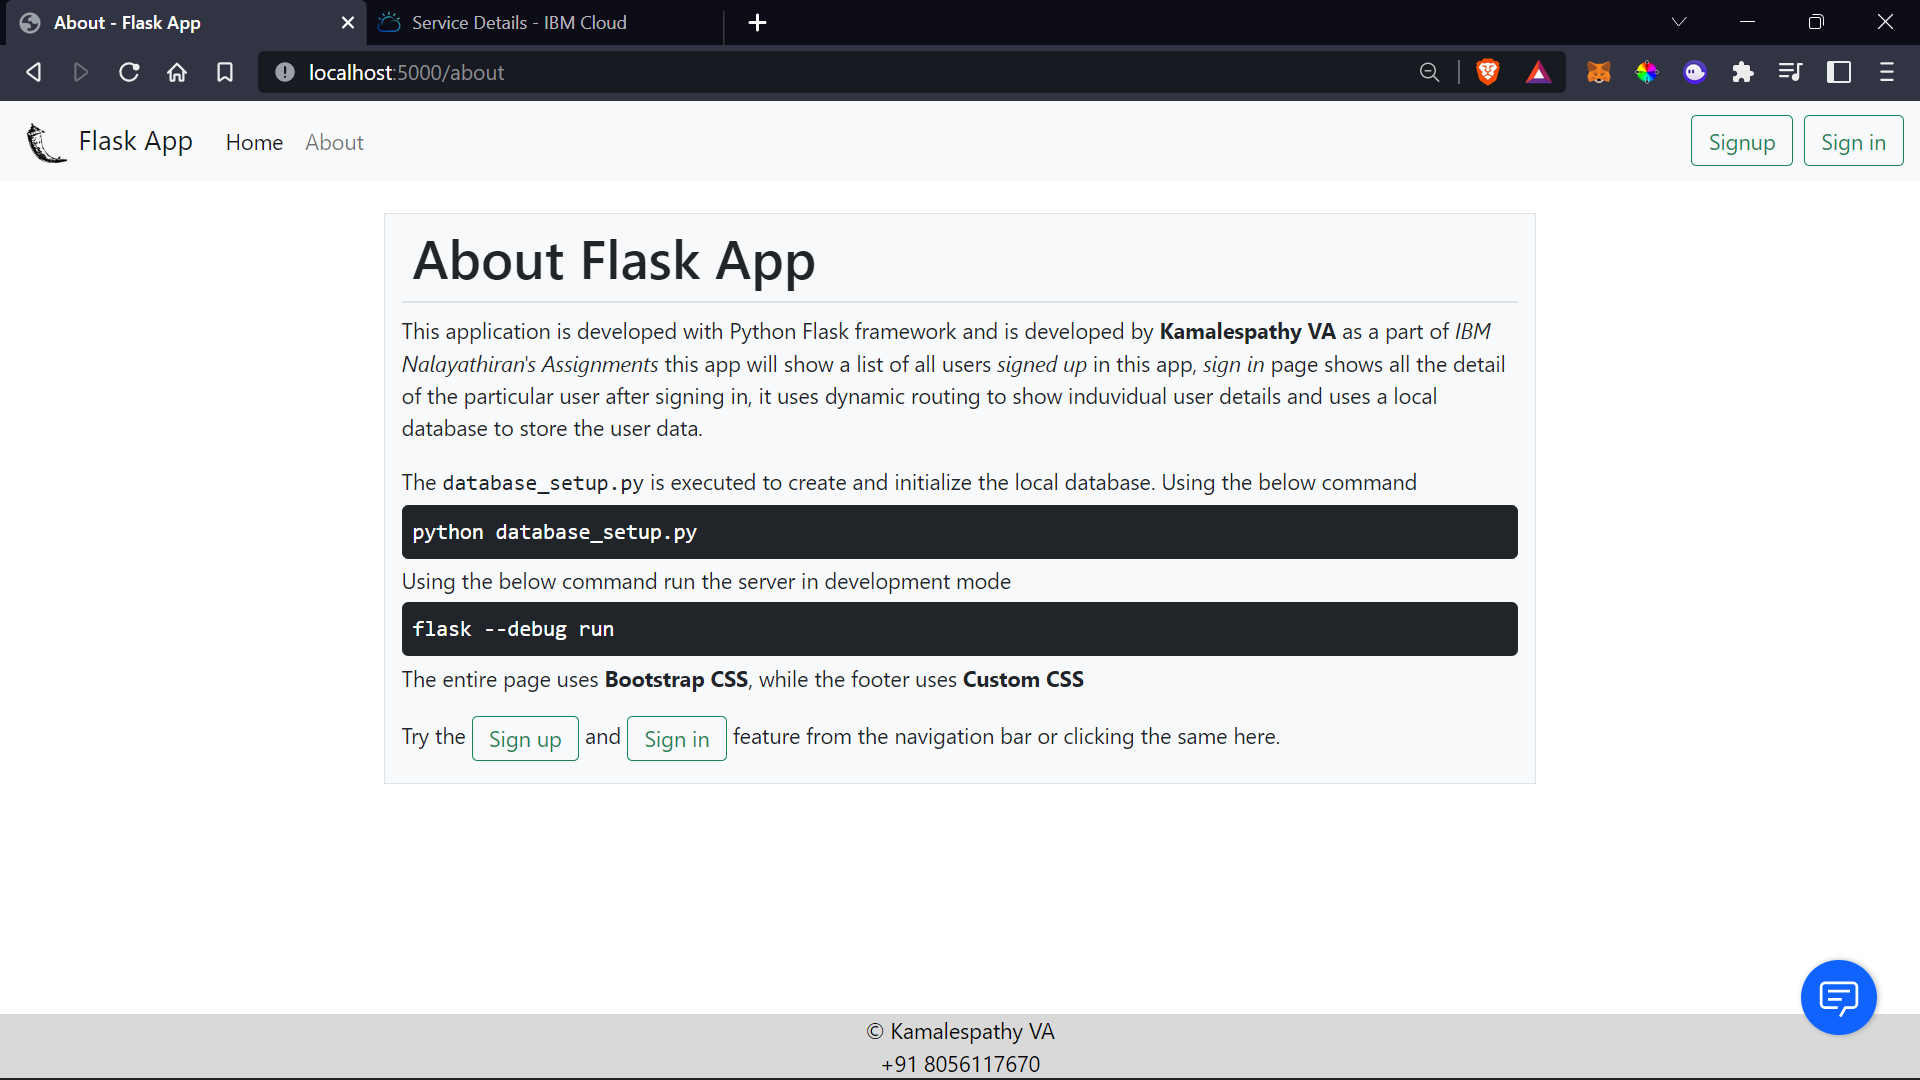 About - Flask App
Service Details - IBM Cloud
localhost:5000/about
Flask App
Home
About
Signup
Sign in
About Flask App
This application is developed with Python Flask framework and is developed by Kamalespathy VA as a part of IBM
Nalayathiran's Assignments this app will show a list of all users signed up in this app, sign in page shows all the detail
of the particular user after signing in, it uses dynamic routing to show induvidual user details and uses a local
database to store the user data.
The database_setup.py is executed to create and initialize the local database. Using the below command
python database_setup.py
Using the below command run the server in development mode
flask --debug run
The entire page uses Bootstrap CSS, while the footer uses Custom CSS
Try the Sign up and Sign in feature from the navigation bar or clicking the same here.
© Kamalespathy VA
+91 8056117670